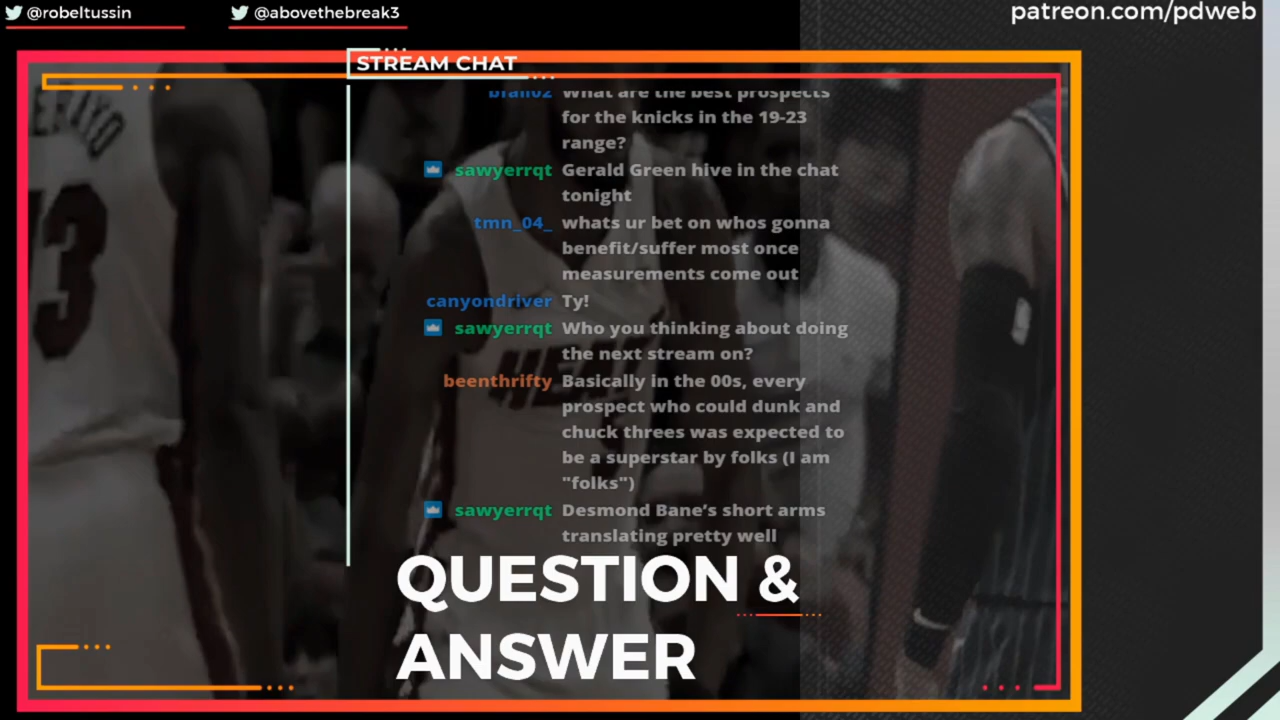 @robeltussin
@abovethebreak3
patreon.com/pdweb
STREAM CHAT
What are the best prospects
for the knicks in the 19-23
range?
sawyerrqt Gerald Green hive in the chat
tonight
tmn_04_ whats ur bet on whos gonna
benefit/suffer most once
measurements come out
canyondriver Ty!
sawyerrqt Who you thinking about doing
the next stream on?
beenthrifty Basically in the 00s, every
prospect who could dunk and
chuck threes was expected to
be a superstar by folks (I am
"folks")
sawyerrqt Desmond Bane's short arms
translating pretty well
QUESTION &
ANSWER
HEAT